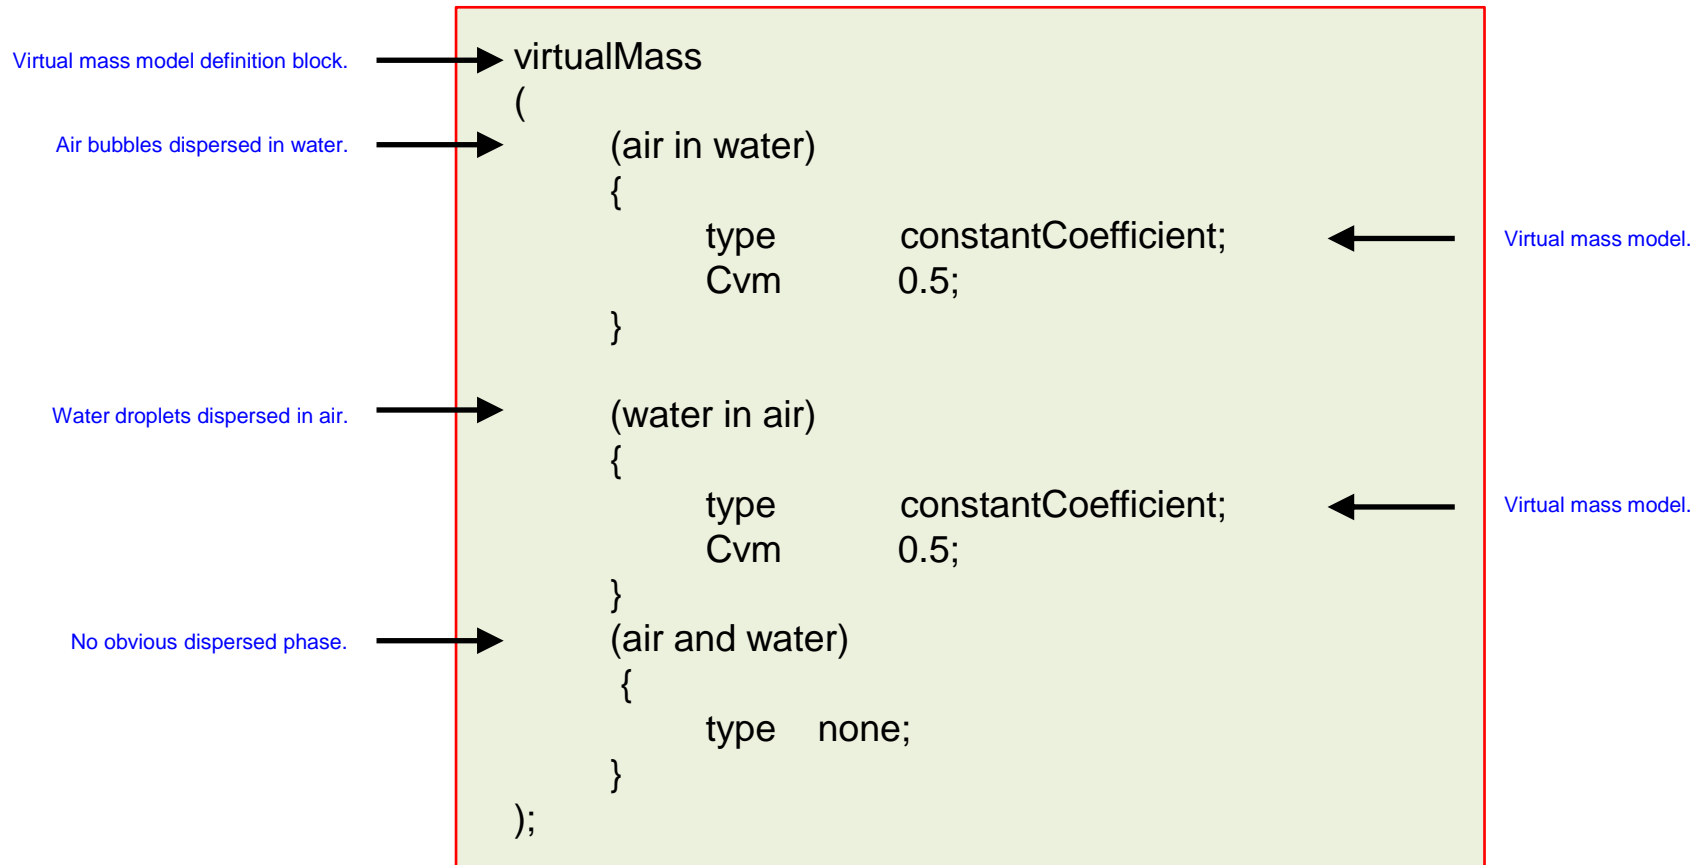 Virtual mass model definition block.
virtualMass
(
Air bubbles dispersed in water.
(air in water)
{
type constantCoefficient;
Virtual mass model.
Cvm 0.5;
}
Water droplets dispersed in air.
(water in air)
{
type constantCoefficient;
Virtual mass model.
Cvm 0.5;
}
No obvious dispersed phase.
(air and water)
{
type none;
}
);